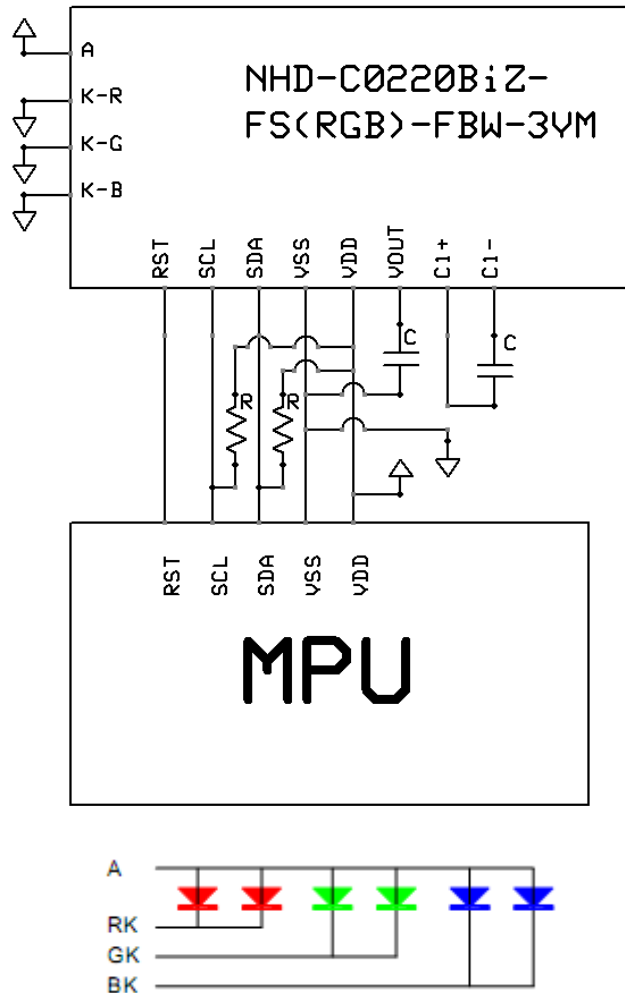 A
K-R
K-G
K-B
NHD-C0220BiZ-
FS(RGB)-FBW-3VM
RST SCL SDA VSS VDD VOUT C1+ C1-
C
C
R R
RST SCL SDA VSS VDD
MPU
A
RK
GK
BK